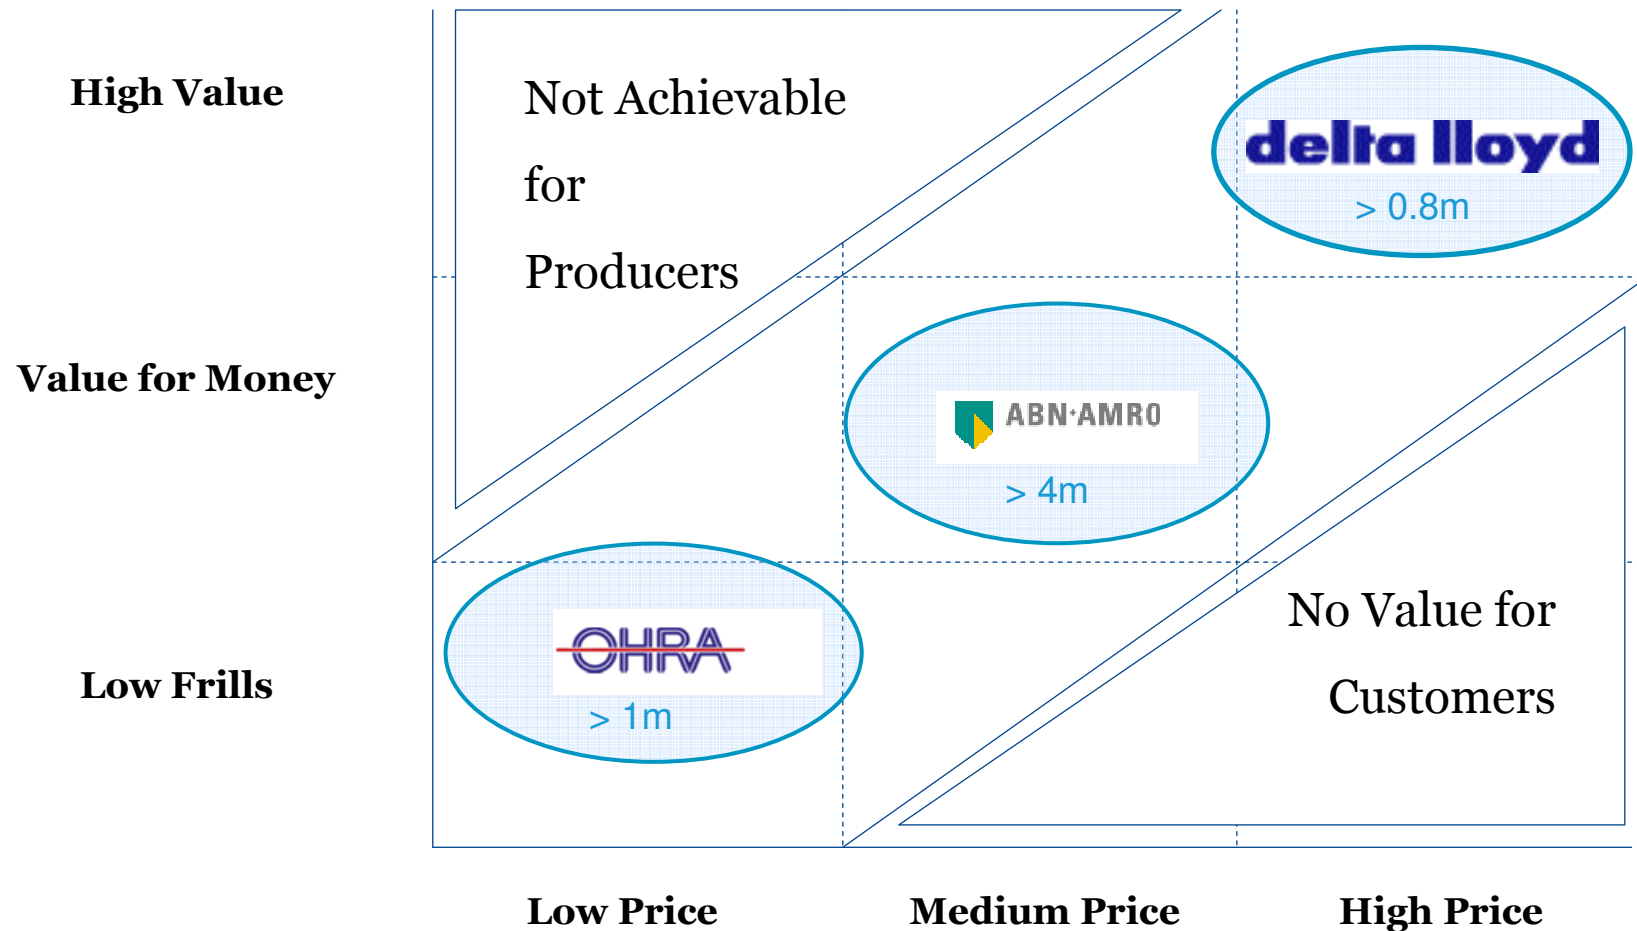 High Value
Not Achievable
for
Producers
delta lloyd
> 0.8m
Value for Money
ABN·AMRO
> 4m
OHRA
> 1m
Low Frills
No Value for
Customers
Low Price
Medium Price
High Price